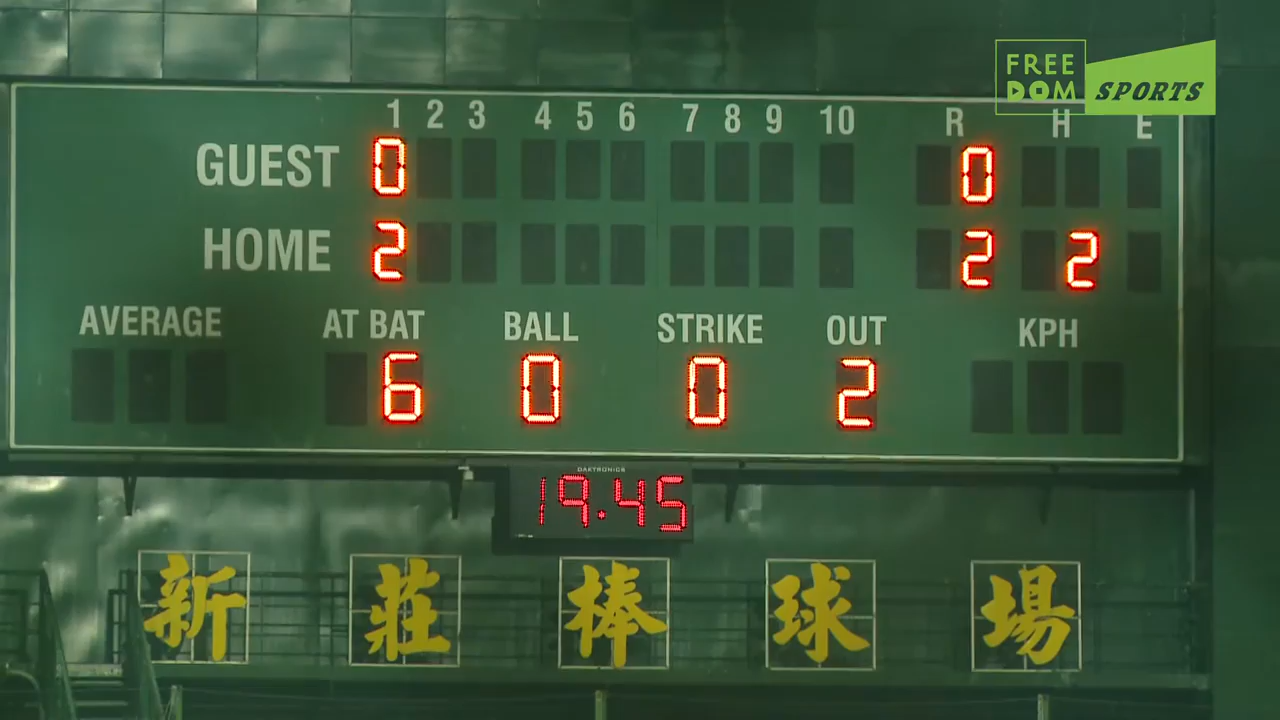 FREE
DOM SPORTS
1 2 3 4 5 6 7 8 9 10 R H E
GUEST 0 0
HOME 2 2 2
AVERAGE AT BAT BALL STRIKE OUT KPH
6 0 0 2
DAKTRONICS
19.45
新莊棒球場